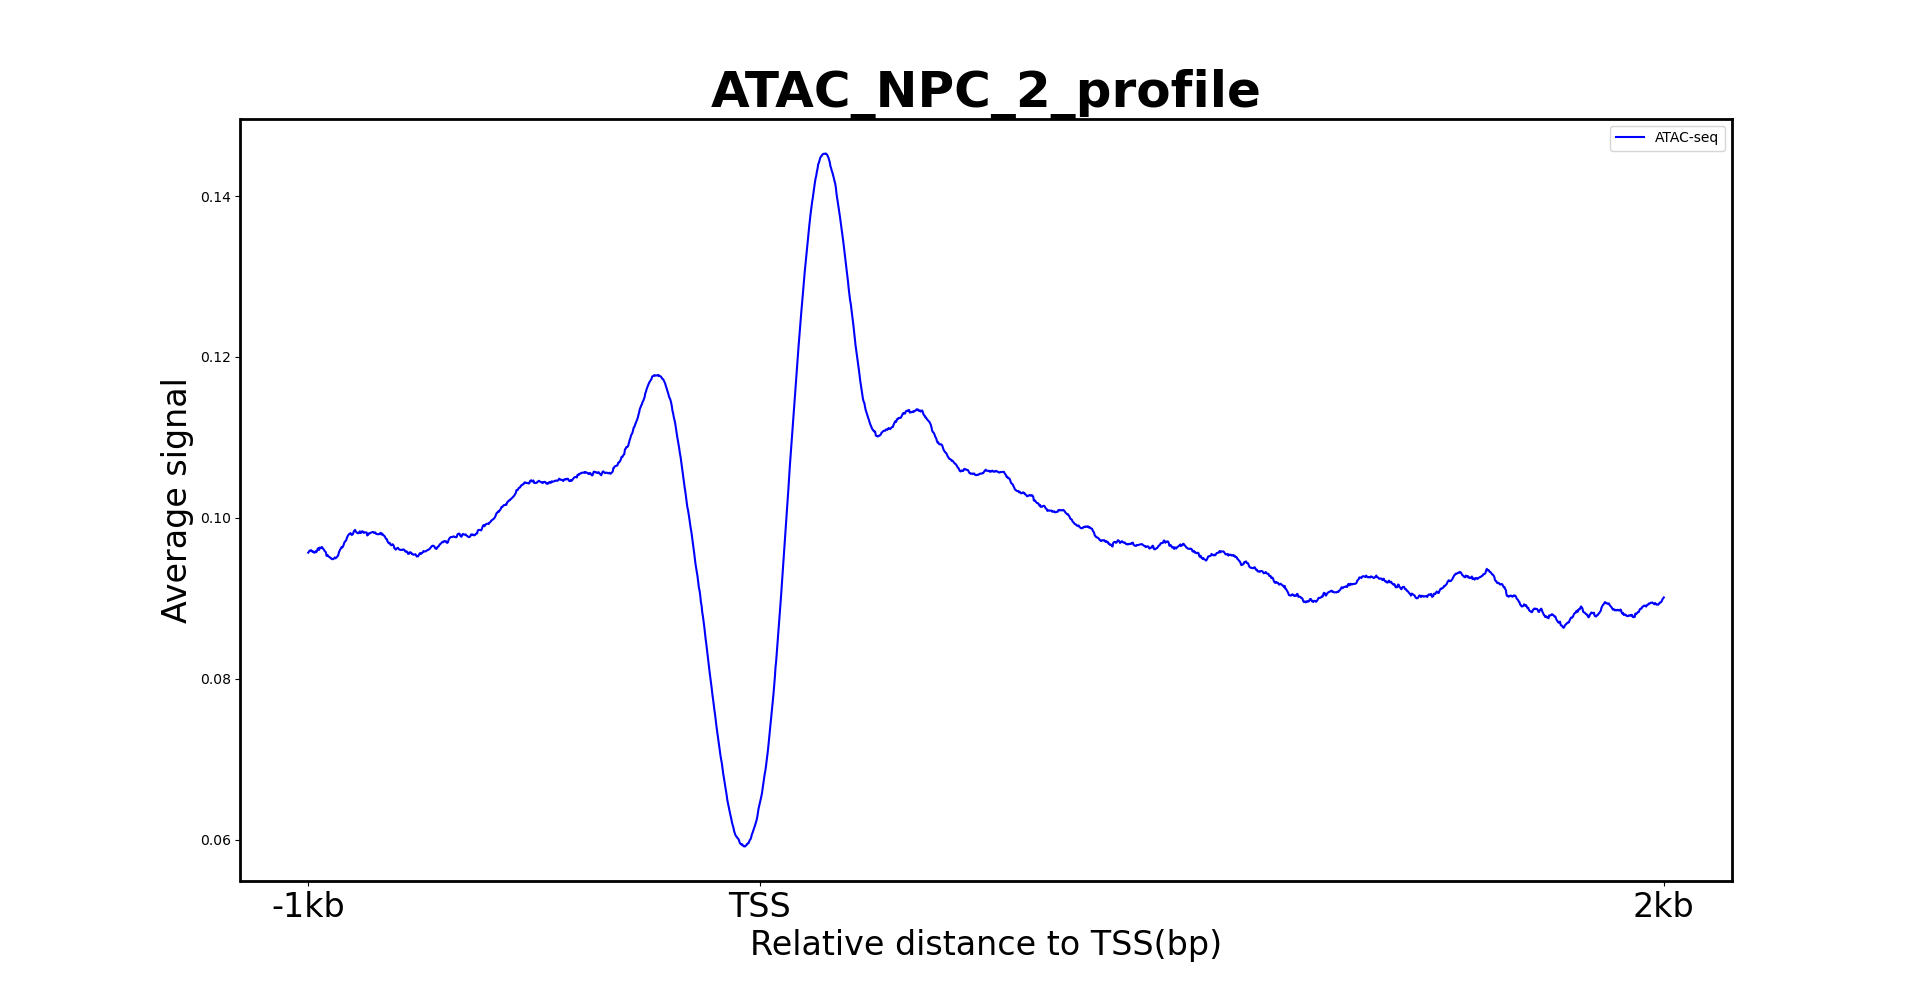 ATAC_NPC_2_profile
ATAC-seq
0.14
0.12
0.10
0.08
0.06
Average signal
-1kb TSS 2kb
Relative distance to TSS(bp)